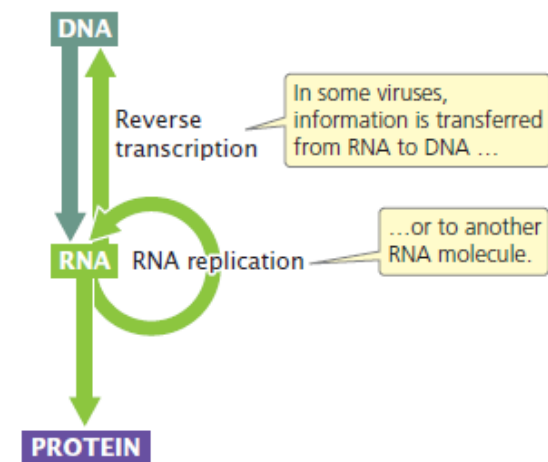 DNA
Reverse
transcription
In some viruses,
information is transferred
from RNA to DNA …
RNA
RNA replication
…or to another
RNA molecule.
PROTEIN